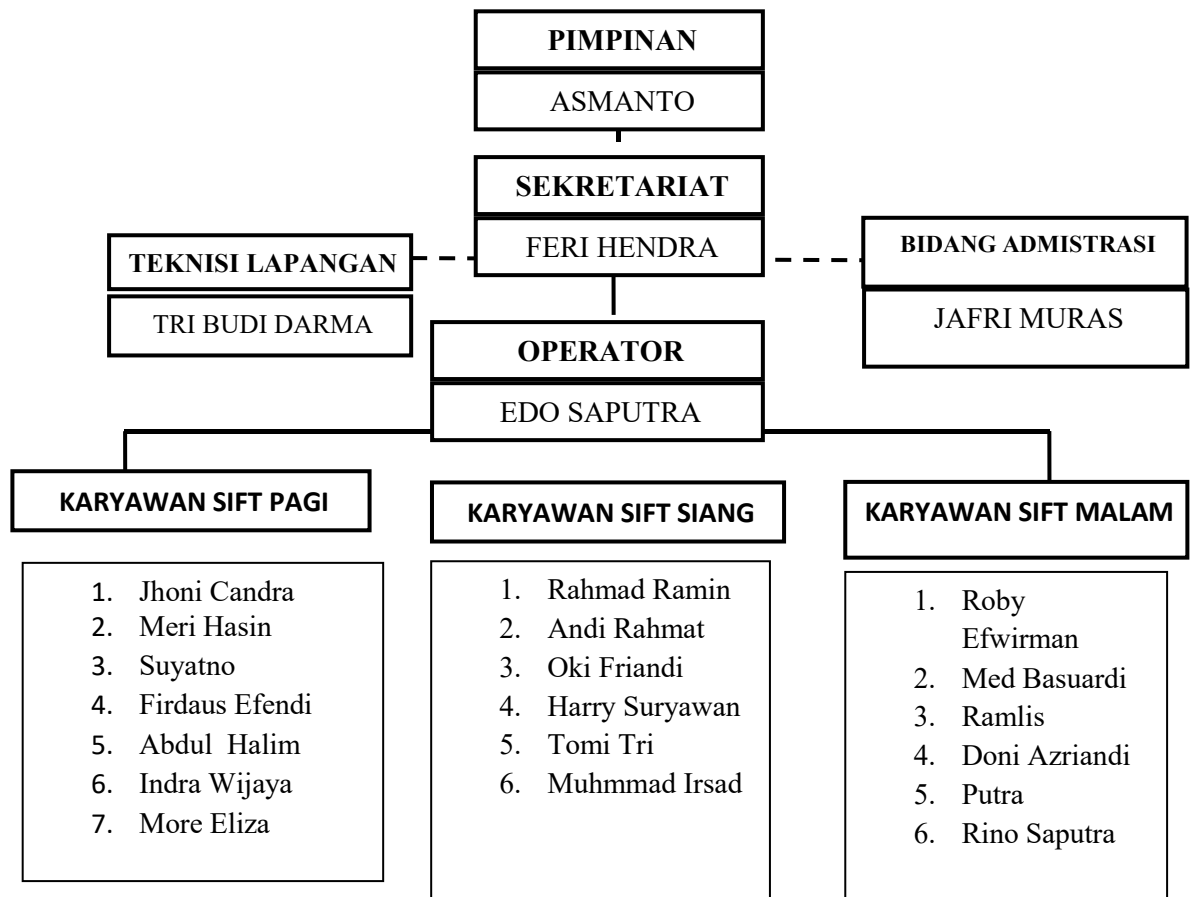 PIMPINAN
ASMANTO
SEKRETARIAT
FERI HENDRA
TEKNISI LAPANGAN
TRI BUDI DARMA
BIDANG ADMISTRASI
JAFRI MURAS
OPERATOR
EDO SAPUTRA
KARYAWAN SIFT PAGI
1. Jhoni Candra
2. Meri Hasin
3. Suyatno
4. Firdaus Efendi
5. Abdul Halim
6. Indra Wijaya
7. More Eliza
KARYAWAN SIFT SIANG
1. Rahmad Ramin
2. Andi Rahmat
3. Oki Friandi
4. Harry Suryawan
5. Tomi Tri
6. Muhmmad Irsad
KARYAWAN SIFT MALAM
1. Roby
Efwirman
2. Med Basuardi
3. Ramlis
4. Doni Azriandi
5. Putra
6. Rino Saputra